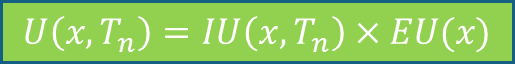 U(x, Tₙ) = IU(x, Tₙ) × EU(x)